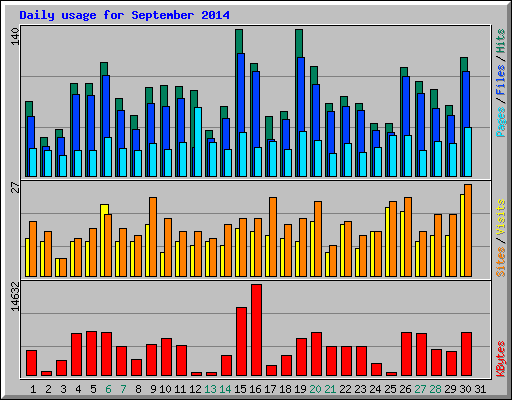 Daily usage for September 2014
140
Pages / Files / Hits
27
Sites / Visits
14632
KBytes
1 2 3 4 5 6 7 8 9 10 11 12 13 14 15 16 17 18 19 20 21 22 23 24 25 26 27 28 29 30 31